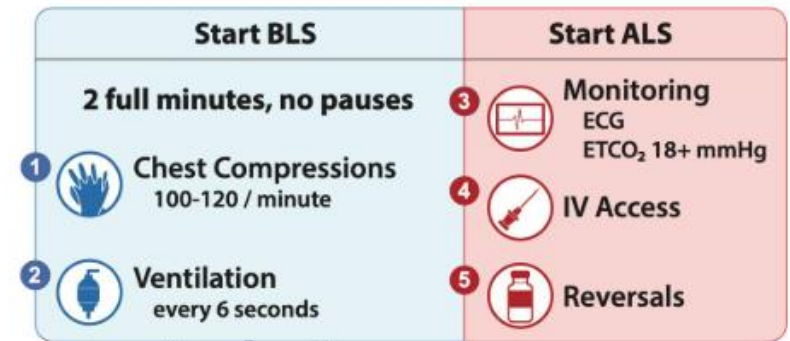 Start BLS
2 full minutes, no pauses
1
Chest Compressions
100-120 / minute
2
Ventilation
every 6 seconds
Start ALS
3
Monitoring
ECG
ETCO₂ 18+ mmHg
4
IV Access
5
Reversals